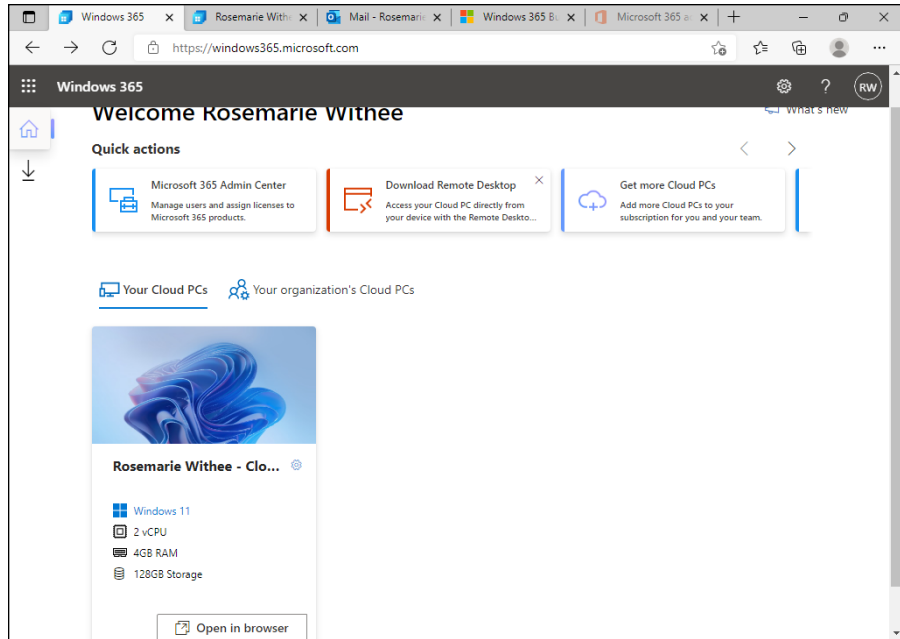 Windows 365
Rosemarie With
Mail - Rosemarie
Windows 365 Bu
Microsoft 365 a
https://windows365.microsoft.com
Windows 365
RW
Welcome Rosemarie Withee
What's new
Quick actions
Microsoft 365 Admin Center
Manage users and assign licenses to
Microsoft 365 products.
Download Remote Desktop
Access your Cloud PC directly from
your device with the Remote Deskto...
Get more Cloud PCs
Add more Cloud PCs to your
subscription for you and your team.
Your Cloud PCs
Your organization's Cloud PCs
Rosemarie Withee - Clo...
Windows 11
2 vCPU
4GB RAM
128GB Storage
Open in browser